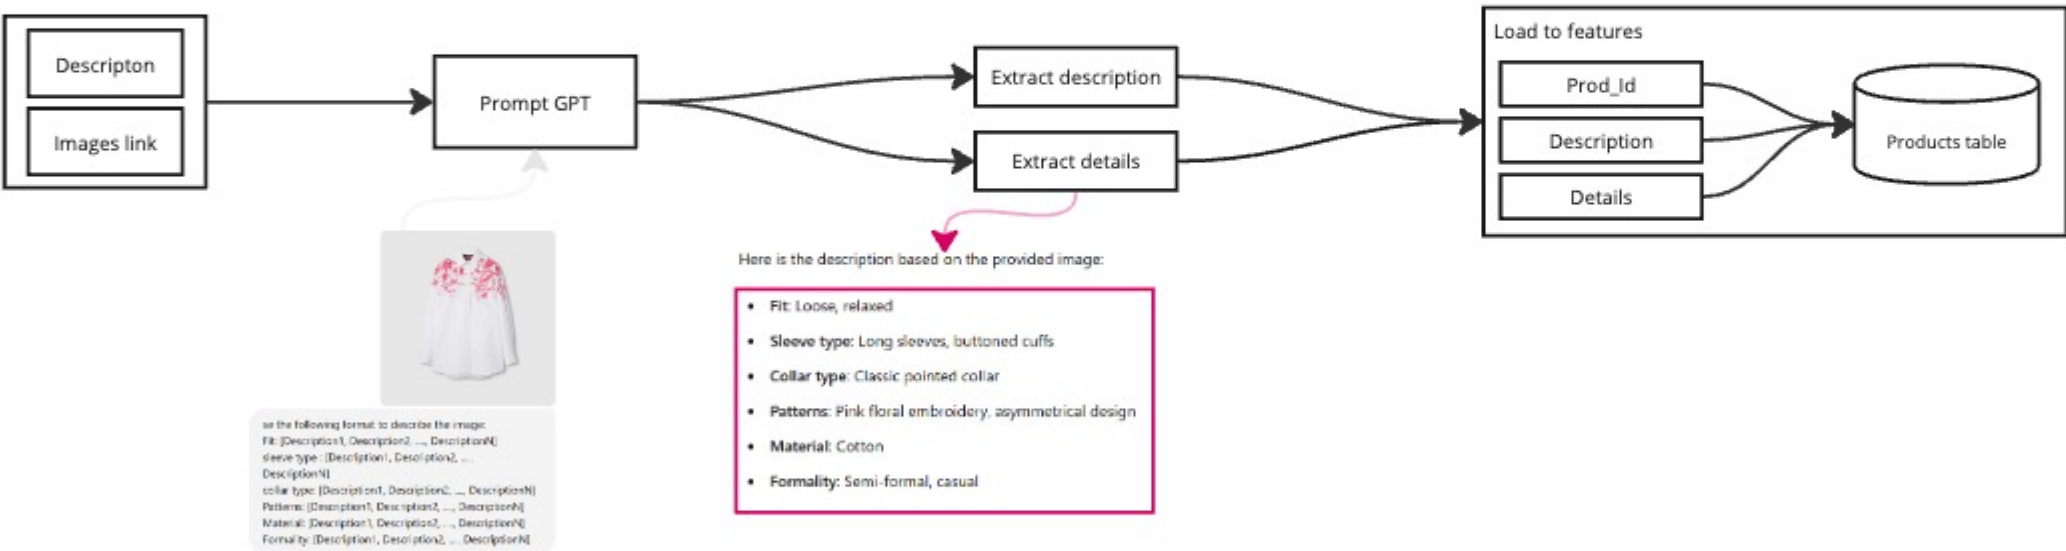 Descripton
Images link
Prompt GPT
Extract description
Extract details
Load to features
Prod_Id
Description
Details
Products table
se the following format to describe the image:
Fit: [Description1, Description2, ..., DescriptionN]
sleeve type : [Description1, Description2, ...
DescriptionN]
collar type: [Description1, Description2, ..., DescriptionN]
Patterns: [Description1, Description2, ..., DescriptionN]
Material: [Description1, Description2, ..., DescriptionN]
Formality: [Description1, Description2, ... DescriptionN]
Here is the description based on the provided image:
• Fit: Loose, relaxed
• Sleeve type: Long sleeves, buttoned cuffs
• Collar type: Classic pointed collar
• Patterns: Pink floral embroidery, asymmetrical design
• Material: Cotton
• Formality: Semi-formal, casual